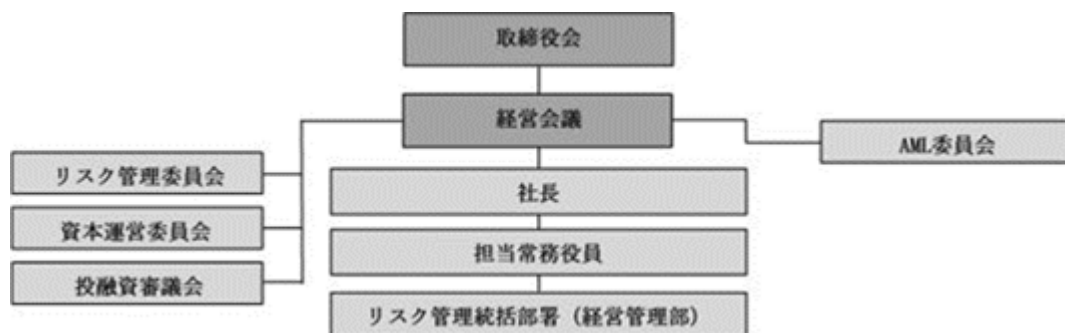 取締役会
経営会議
AML委員会
リスク管理委員会
社長
資本運営委員会
担当常務役員
投融資審議会
リスク管理統括部署（経営管理部）